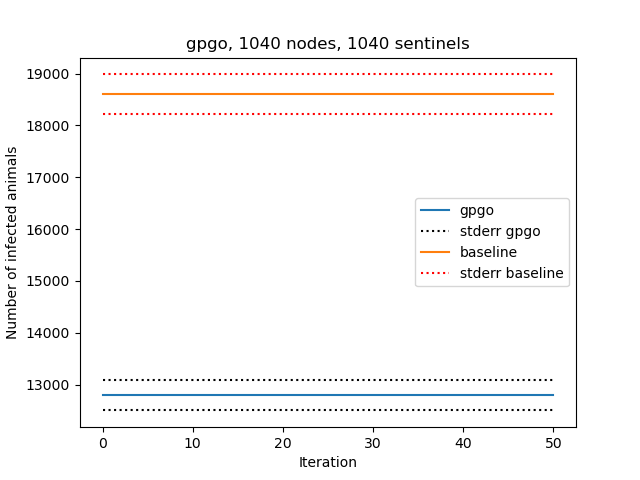 gpgo, 1040 nodes, 1040 sentinels
Number of infected animals
19000
18000
17000
16000
15000
14000
13000
gpgo
stderr gpgo
baseline
stderr baseline
0 10 20 30 40 50
Iteration